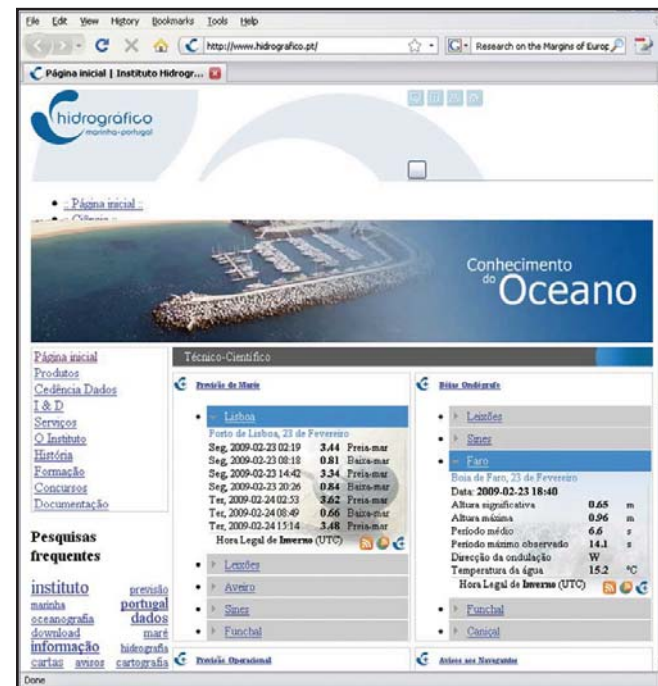 File Edit View History Bookmarks Tools Help
http://www.hidrografico.pt/
Research on the Margins of Europ
Página inicial | Instituto Hidrogr...
hidrográfico
marinha-portugal
:: Página inicial ::
:: Ciência ::
Conhecimento
do
Oceano
Página inicial
Produtos
Cedência Dados
I & D
Serviços
O Instituto
História
Formação
Concursos
Documentação
Pesquisas
frequentes
instituto previsão
marinha portugal
oceanografia dados
download maré
informação hidrografia
cartas avisos cartografia
Técnico-Científico
Previsão de Marés
Lisboa
Porto de Lisboa, 23 de Fevereiro
Seg, 2009-02-23 02:19 3.44 Preia-mar
Seg, 2009-02-23 08:18 0.81 Baixa-mar
Seg, 2009-02-23 14:42 3.34 Preia-mar
Seg, 2009-02-23 20:26 0.84 Baixa-mar
Ter, 2009-02-24 02:53 3.62 Preia-mar
Ter, 2009-02-24 08:49 0.66 Baixa-mar
Ter, 2009-02-24 15:14 3.48 Preia-mar
Hora Legal de Inverno (UTC)
Leixões
Aveiro
Sines
Funchal
Previsão Operacional
Bóias Ondógrafo
Leixões
Sines
Faro
Boia de Faro, 23 de Fevereiro
Data: 2009-02-23 18:40
Altura significativa 0.65 m
Altura máxima 0.96 m
Período médio 6.6 s
Período máximo observado 14.1 s
Direcção da ondulação W
Temperatura da água 15.2 ºC
Hora Legal de Inverno (UTC)
Funchal
Caniçal
Avisos aos Navegantes
Done